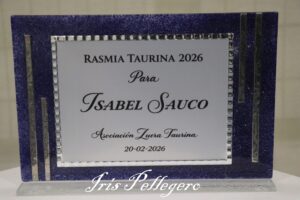 RASMIA TAURINA 2026
Para
ISABEL SAUCO
Asociación Zuera Taurina
20-02-2026
Iris Pellegero